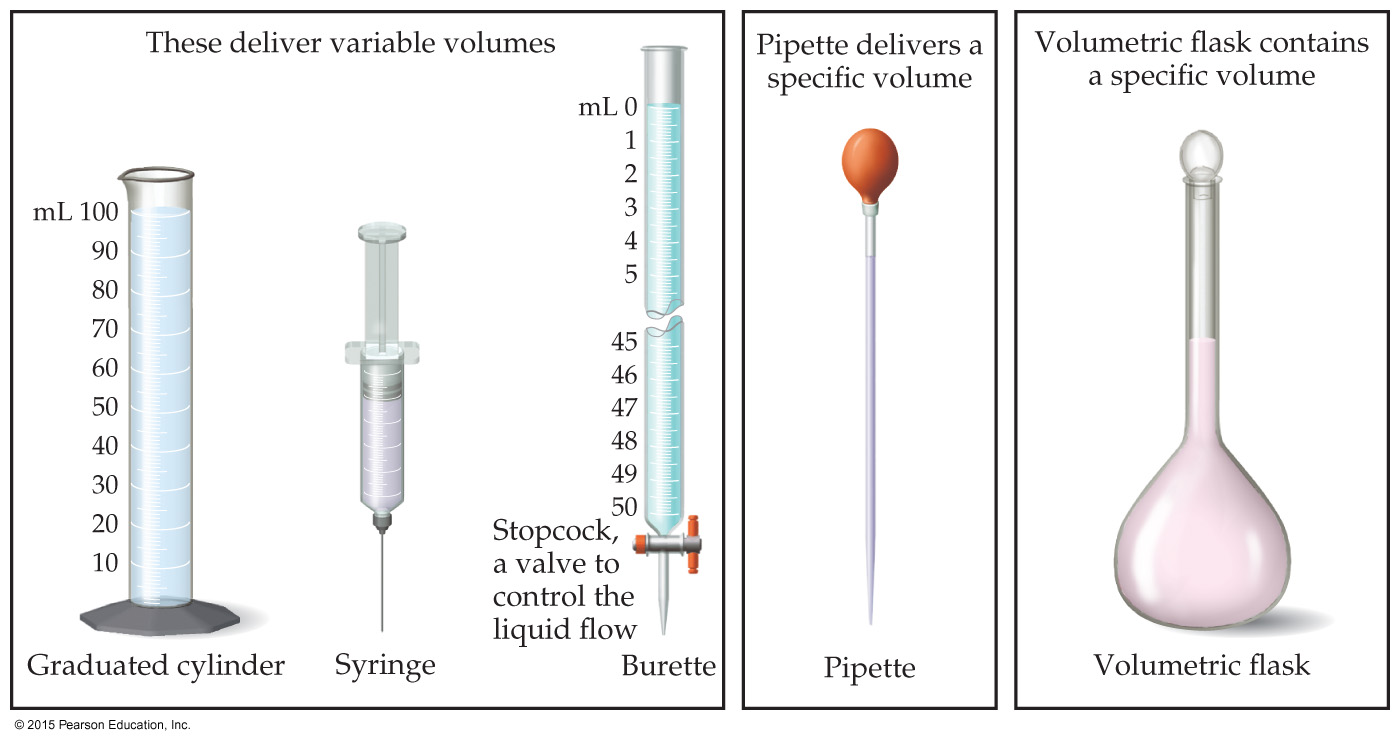 These deliver variable volumes
mL 100
90
80
70
60
50
40
30
20
10
Graduated cylinder
Syringe
mL 0
1
2
3
4
5
45
46
47
48
49
50
Stopcock,
a valve to
control the
liquid flow
Burette
Pipette delivers a
specific volume
Pipette
Volumetric flask contains
a specific volume
Volumetric flask
© 2015 Pearson Education, Inc.